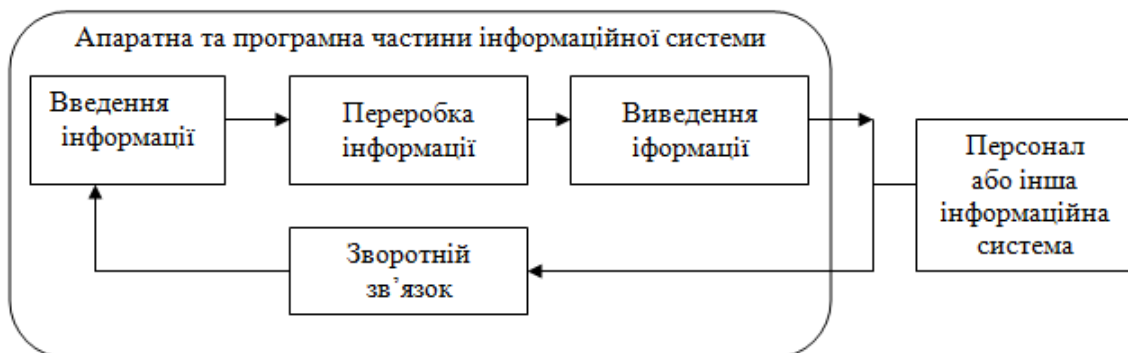 Апаратна та програмна частини інформаційної системи
Введення
інформації
Переробка
інформації
Виведення
іформації
Персонал
або інша
інформаційна
система
Зворотній
зв’язок